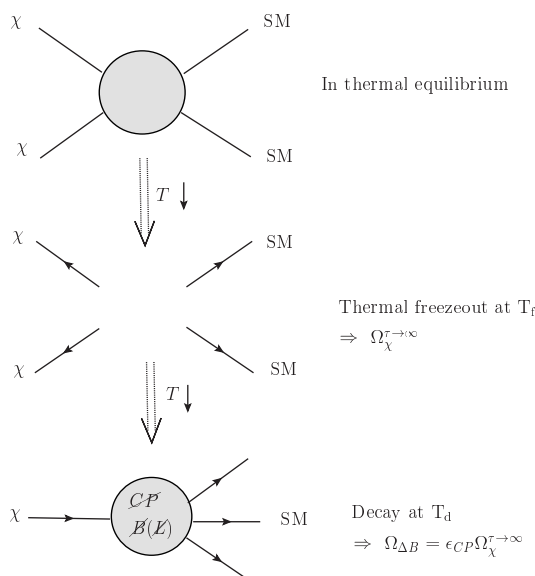 χ
SM
In thermal equilibrium
χ
SM
T
χ
SM
Thermal freezeout at T_f
⇒ Ω_χ^{τ→∞}
χ
SM
T
C̸P̸
χ
SM
Decay at T_d
B̸(L̸)
⇒ Ω_{ΔB} = ϵ_{CP}Ω_χ^{τ→∞}